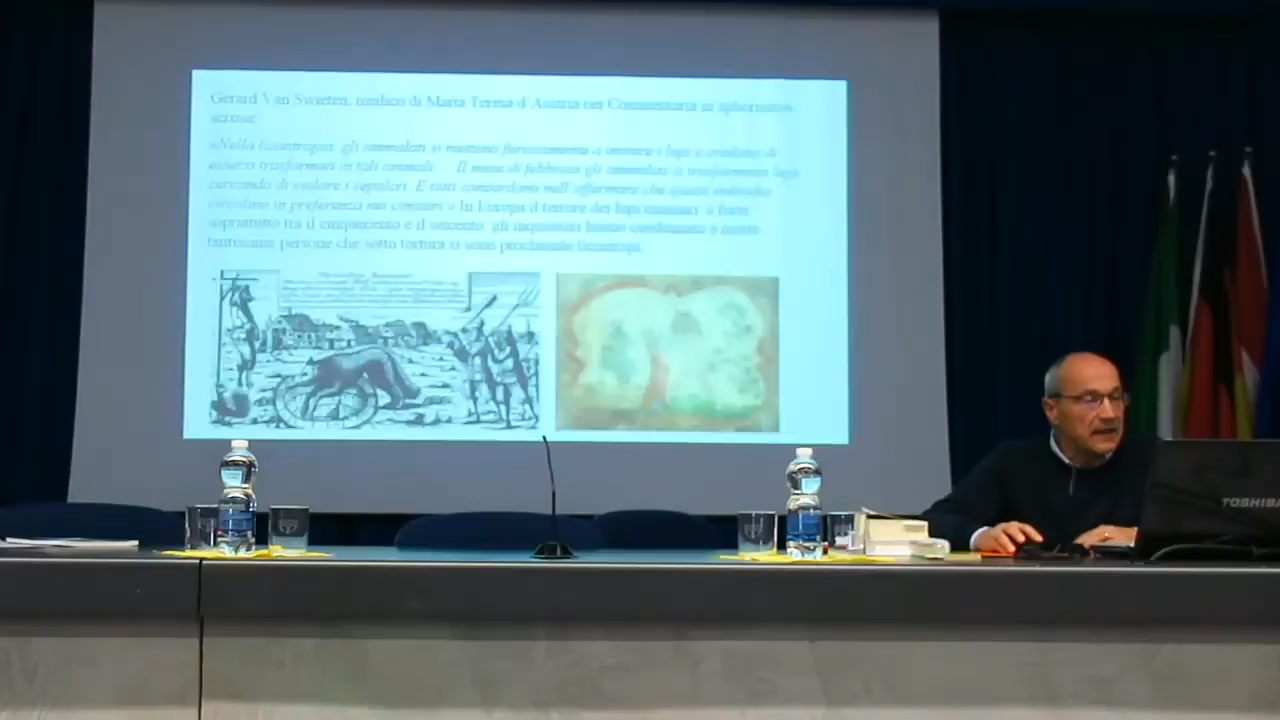 Gerard Van Swieten, medico di Maria Teresa d'Austria nei Commentaria in aphorismos
scrisse:
«Nella licantropia, gli ammalati si mettono furiosamente a imitare i lupi o credono di
essersi trasformati in tali animali Il mese di febbraio gli ammalati si trasformano lupi
cercando di violare i sepolcri. E tutti concordano nell'affermare che questi
circolino in preferenza nei cimiteri.» In Europa il terrore dei lupi mannari è forte
soprattutto tra il cinquecento e il seicento, gli inquisitori hanno condannato a morte
tantissime persone che sotto tortura si sono proclamate licantropi.
TOSHIBA